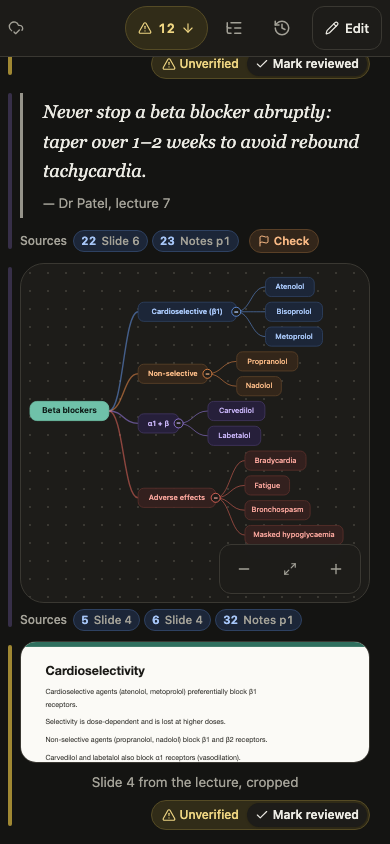 12
Edit
Unverified
Mark reviewed
Never stop a beta blocker abruptly:
taper over 1–2 weeks to avoid rebound
tachycardia.
— Dr Patel, lecture 7
Sources
22 Slide 6
23 Notes p1
Check
Beta blockers
Cardioselective (β1)
Atenolol
Bisoprolol
Metoprolol
Non-selective
Propranolol
Nadolol
α1 + β
Carvedilol
Labetalol
Adverse effects
Bradycardia
Fatigue
Bronchospasm
Masked hypoglycaemia
Sources
5 Slide 4
6 Slide 4
32 Notes p1
Cardioselectivity
Cardioselective agents (atenolol, metoprolol) preferentially block β1
receptors.
Selectivity is dose-dependent and is lost at higher doses.
Non-selective agents (propranolol, nadolol) block β1 and β2 receptors.
Carvedilol and labetalol also block α1 receptors (vasodilation).
Slide 4 from the lecture, cropped
Unverified
Mark reviewed